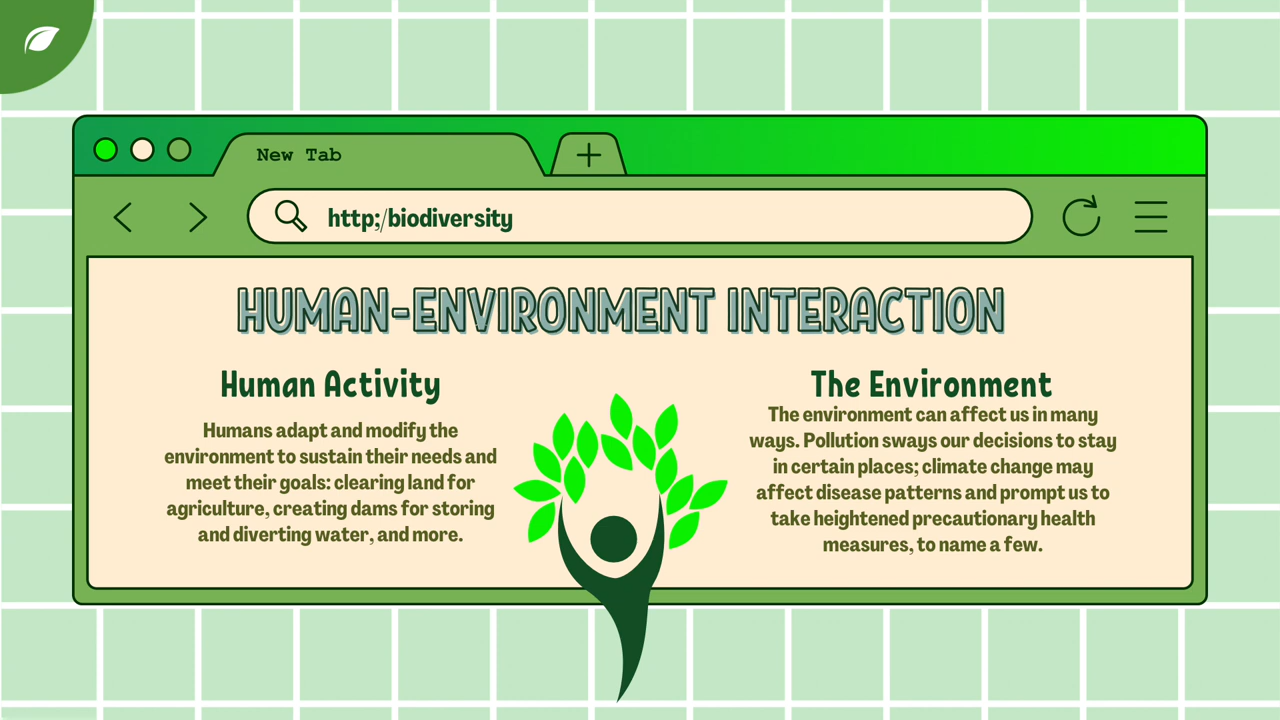 New Tab
http;/biodiversity
HUMAN-ENVIRONMENT INTERACTION
Human Activity
Humans adapt and modify the
environment to sustain their needs and
meet their goals: clearing land for
agriculture, creating dams for storing
and diverting water, and more.
The Environment
The environment can affect us in many
ways. Pollution sways our decisions to stay
in certain places; climate change may
affect disease patterns and prompt us to
take heightened precautionary health
measures, to name a few.